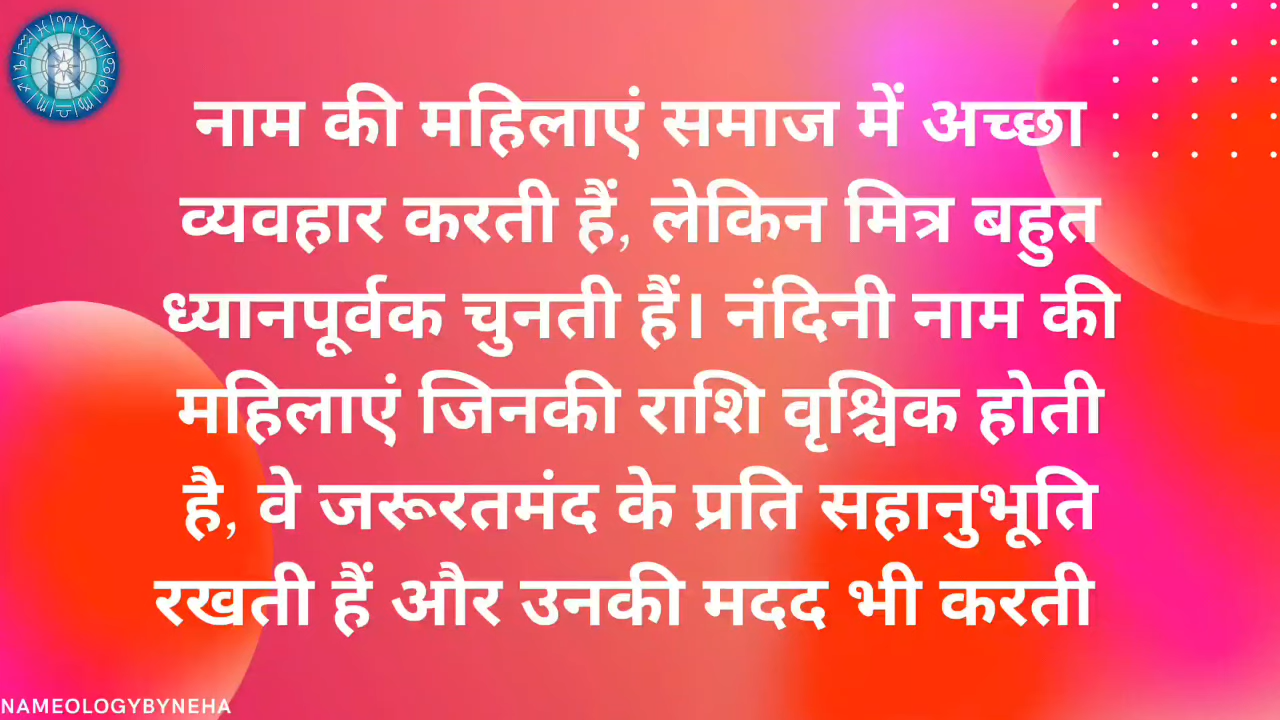 नाम की महिलाएं समाज में अच्छा
व्यवहार करती हैं, लेकिन मित्र बहुत
ध्यानपूर्वक चुनती हैं। नंदिनी नाम की
महिलाएं जिनकी राशि वृश्चिक होती
है, वे जरूरतमंद के प्रति सहानुभूति
रखती हैं और उनकी मदद भी करती
NAMEOLOGYBYNEHA